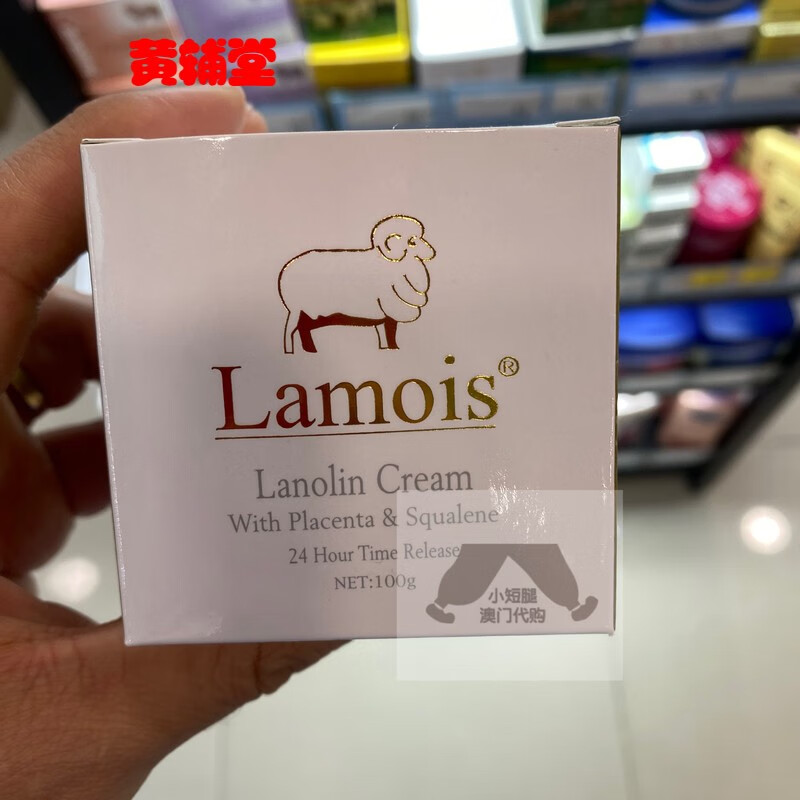 黄辅堂
Lamois®
Lanolin Cream
With Placenta & Squalene
24 Hour Time Release
NET:100g
小短腿
澳门代购